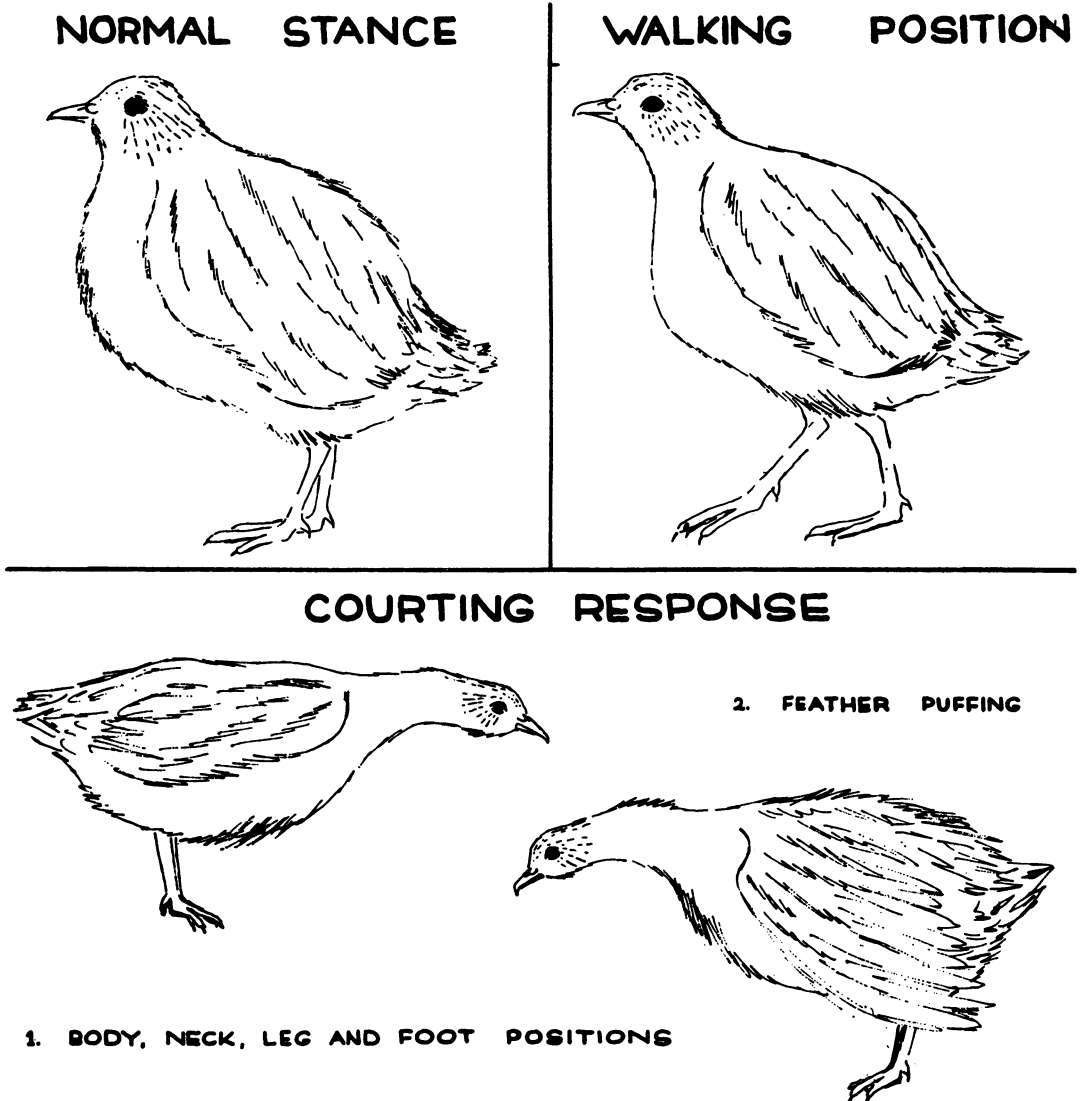 NORMAL STANCE
WALKING POSITION
COURTING RESPONSE
2. FEATHER PUFFING
1. BODY, NECK, LEG AND FOOT POSITIONS